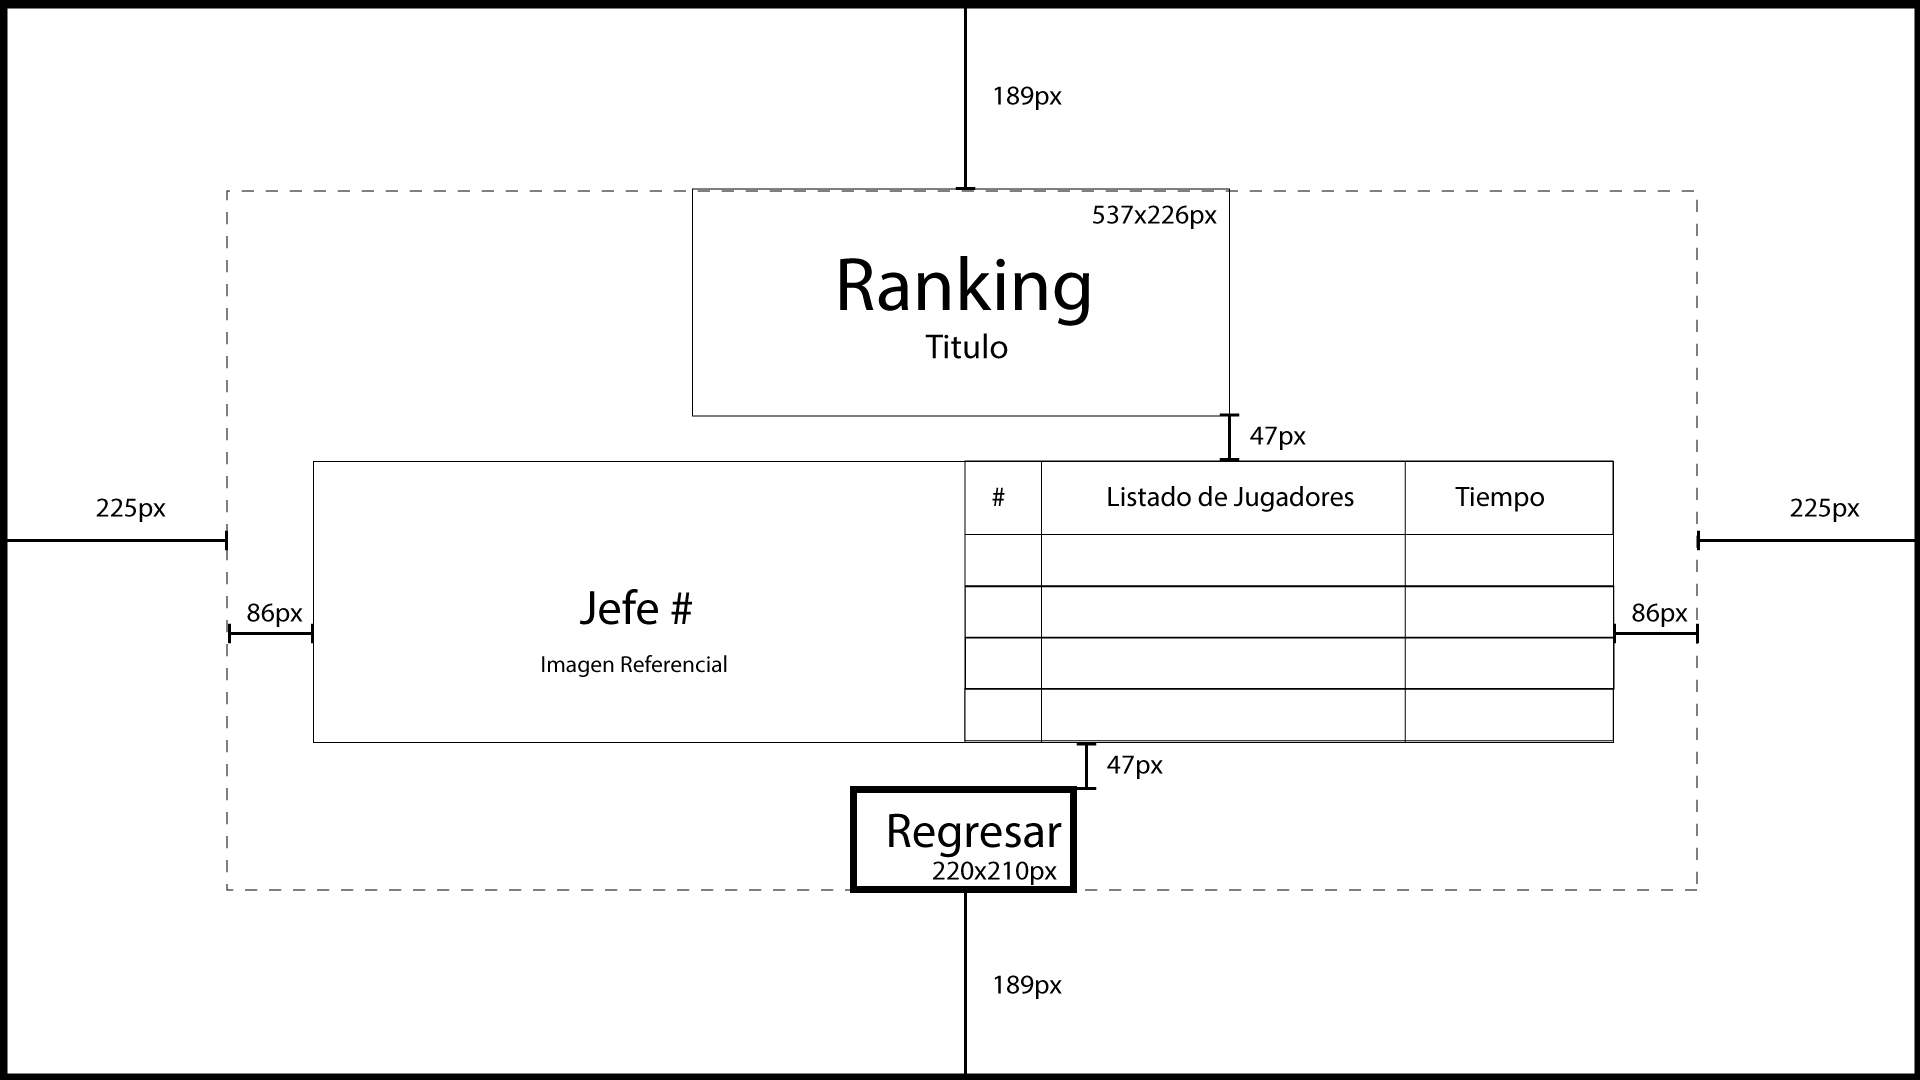 189px
537x226px
Ranking
Titulo
47px
# Listado de Jugadores Tiempo
225px
225px
86px
Jefe #
86px
Imagen Referencial
47px
Regresar
220x210px
189px